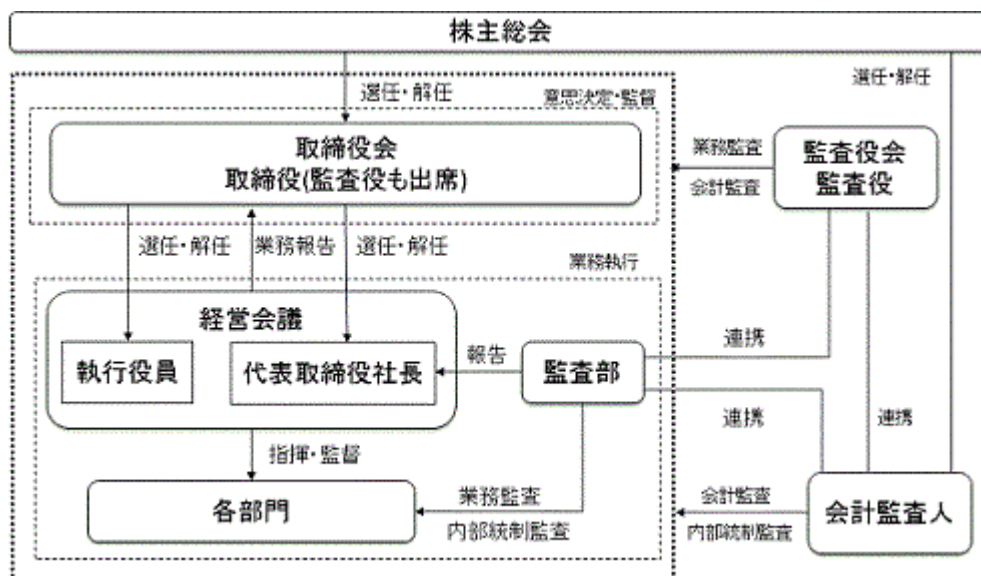 株主総会
選任・解任
選任・解任
意思決定・監督
取締役会
取締役(監査役も出席)
業務監査
会計監査
監査役会
監査役
選任・解任
業務報告
選任・解任
業務執行
経営会議
執行役員
代表取締役社長
報告
監査部
連携
連携
連携
指揮・監督
各部門
業務監査
内部統制監査
会計監査
内部統制監査
会計監査人